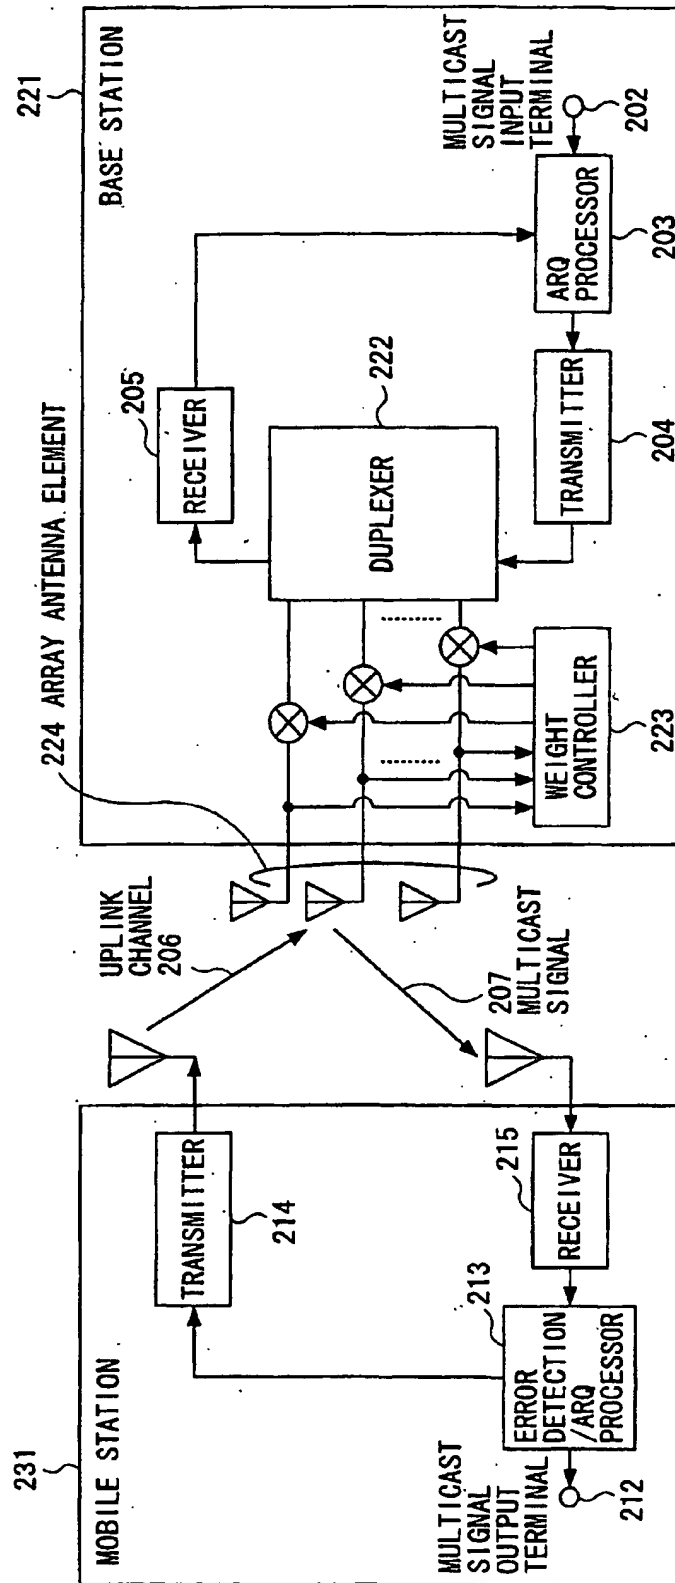 231
MOBILE STATION
TRANSMITTER
214
MULTICAST
SIGNAL
OUTPUT
TERMINAL
212
ERROR
DETECTION
/ARQ
PROCESSOR
213
RECEIVER
215
UPLINK
CHANNEL
206
207
MULTICAST
SIGNAL
224 ARRAY ANTENNA ELEMENT
221
BASE STATION
205
RECEIVER
222
DUPLEXER
WEIGHT
CONTROLLER
223
TRANSMITTER
204
ARQ
PROCESSOR
203
MULTICAST
SIGNAL
INPUT
TERMINAL
202